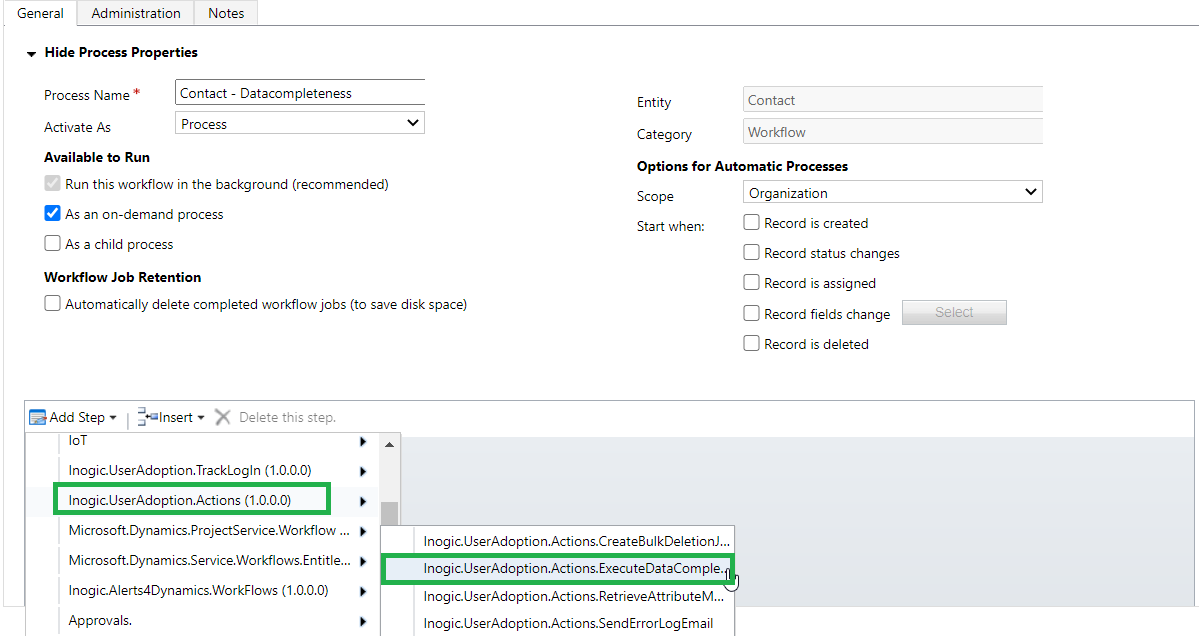 General Administration Notes
Hide Process Properties
Process Name * Contact - Datacompleteness
Activate As Process
Available to Run
Run this workflow in the background (recommended)
As an on-demand process
As a child process
Workflow Job Retention
Automatically delete completed workflow jobs (to save disk space)
Entity Contact
Category Workflow
Options for Automatic Processes
Scope Organization
Start when: Record is created
Record status changes
Record is assigned
Record fields change Select
Record is deleted
Add Step Insert Delete this step.
IoT
Inogic.UserAdoption.TrackLogIn (1.0.0.0)
Inogic.UserAdoption.Actions (1.0.0.0)
Microsoft.Dynamics.ProjectService.Workflow ...
Microsoft.Dynamics.Service.Workflows.Entitle...
Inogic.Alerts4Dynamics.WorkFlows (1.0.0.0)
Approvals.
Inogic.UserAdoption.Actions.CreateBulkDeletionJ...
Inogic.UserAdoption.Actions.ExecuteDataComple...
Inogic.UserAdoption.Actions.RetrieveAttributeM...
Inogic.UserAdoption.Actions.SendErrorLogEmail